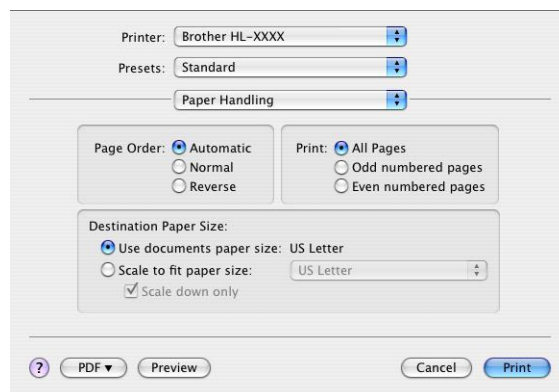 Printer: Brother HL-XXXX
Presets: Standard
Paper Handling
Page Order: Automatic
Normal
Reverse
Print: All Pages
Odd numbered pages
Even numbered pages
Destination Paper Size:
Use documents paper size: US Letter
Scale to fit paper size: US Letter
Scale down only
? PDF ▼ Preview Cancel Print